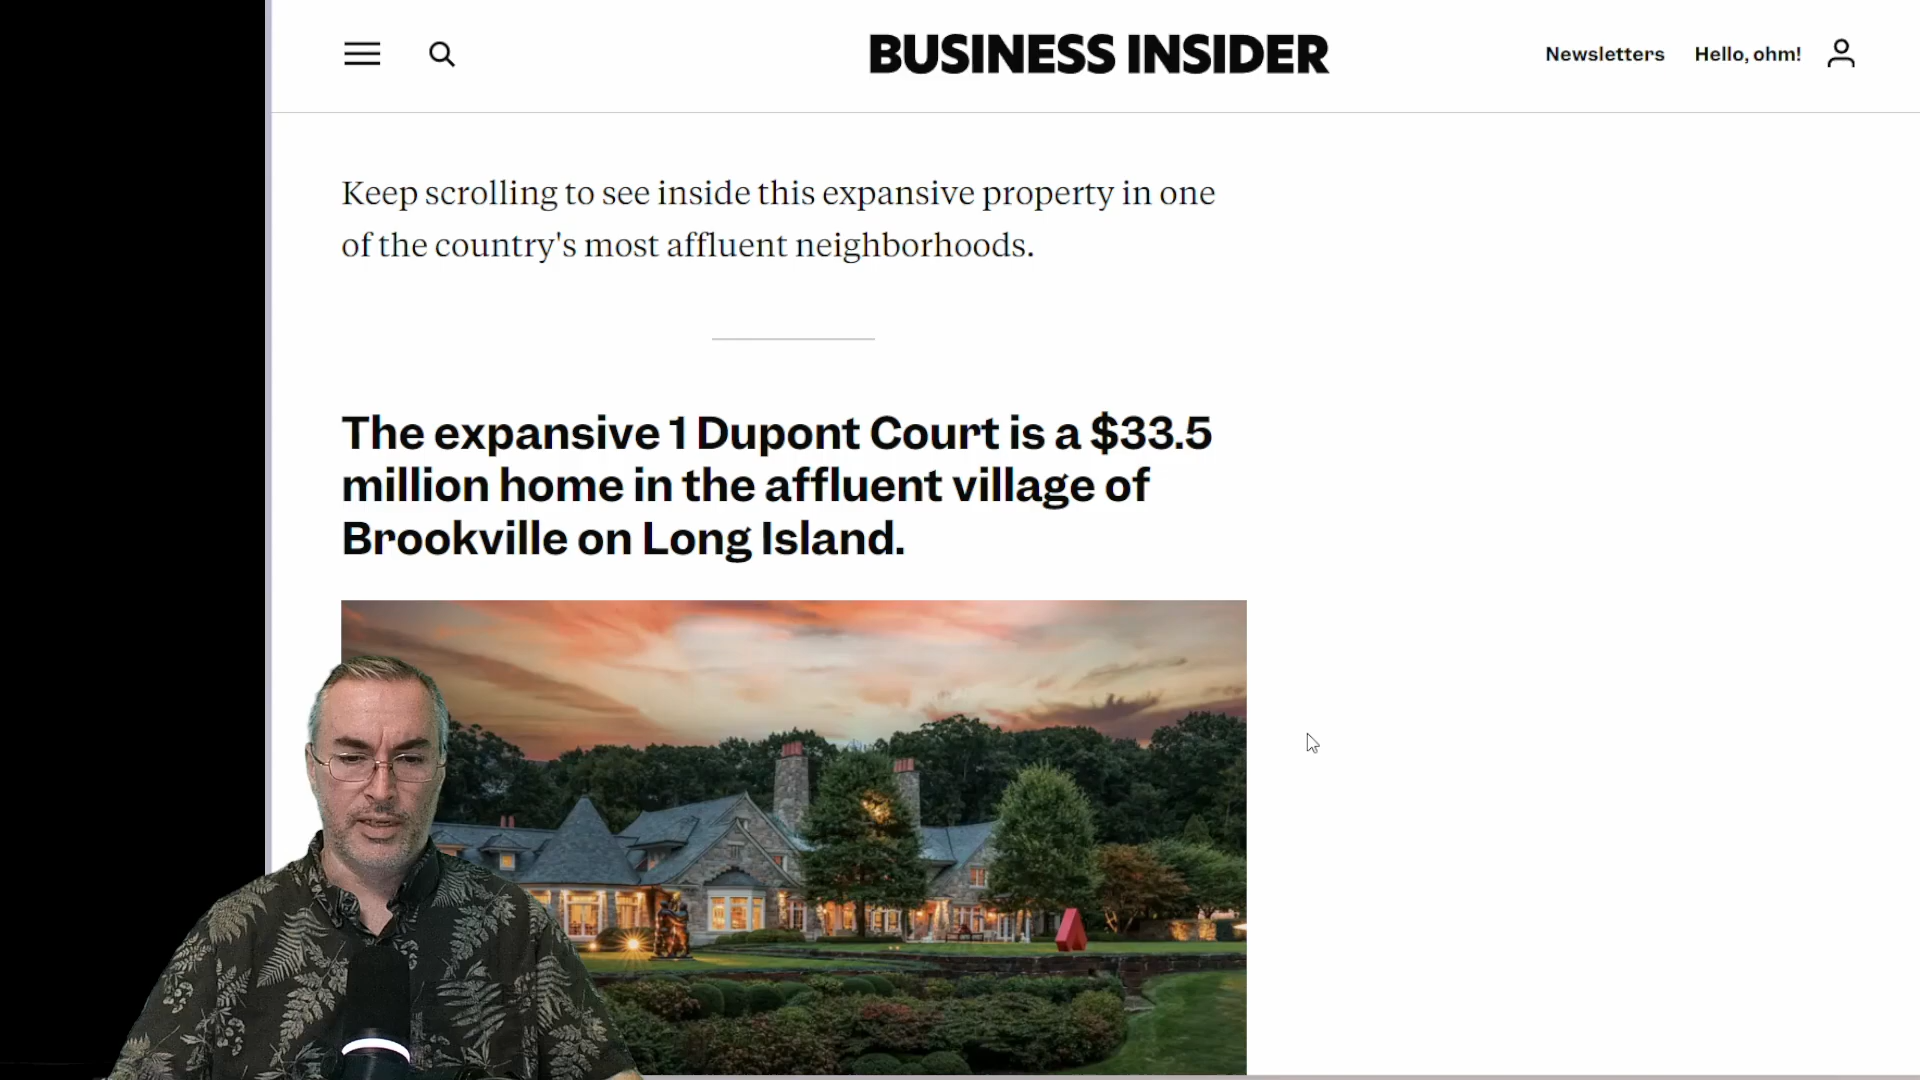 BUSINESS INSIDER
Newsletters
Hello, ohm!
Keep scrolling to see inside this expansive property in one
of the country's most affluent neighborhoods.
The expansive 1 Dupont Court is a $33.5
million home in the affluent village of
Brookville on Long Island.